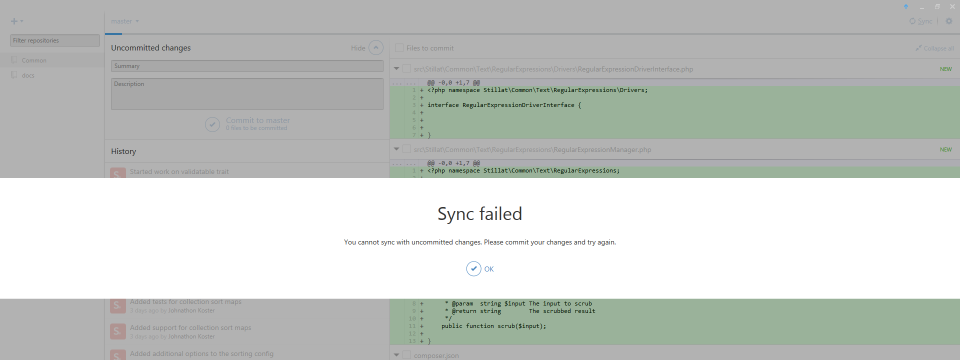 master
Sync
Filter repositories
Common
docs
Uncommitted changes
Hide
Summary
Description
Commit to master
0 files to be committed
History
Started work on validatable trait
Files to commit
Collapse all
src\Stillat\Common\Text\RegularExpressions\Drivers\RegularExpressionDriverInterface.php
NEW
@@ -0,0 +1,7 @@
1 + <?php namespace Stillat\Common\Text\RegularExpressions\Drivers;
2 +
3 + interface RegularExpressionDriverInterface {
4 +
5 +
6 +
7 + }
src\Stillat\Common\Text\RegularExpressions\RegularExpressionManager.php
NEW
@@ -0,0 +1,7 @@
1 + <?php namespace Stillat\Common\Text\RegularExpressions;
Sync failed
You cannot sync with uncommitted changes. Please commit your changes and try again.
OK
Added tests for collection sort maps
3 days ago by Johnathon Koster
Added support for collection sort maps
3 days ago by Johnathon Koster
Added additional options to the sorting config
8 + * @param string $input The input to scrub
9 + * @return string The scrubbed result
10 + */
11 + public function scrub($input);
12 +
13 + }
composer.json